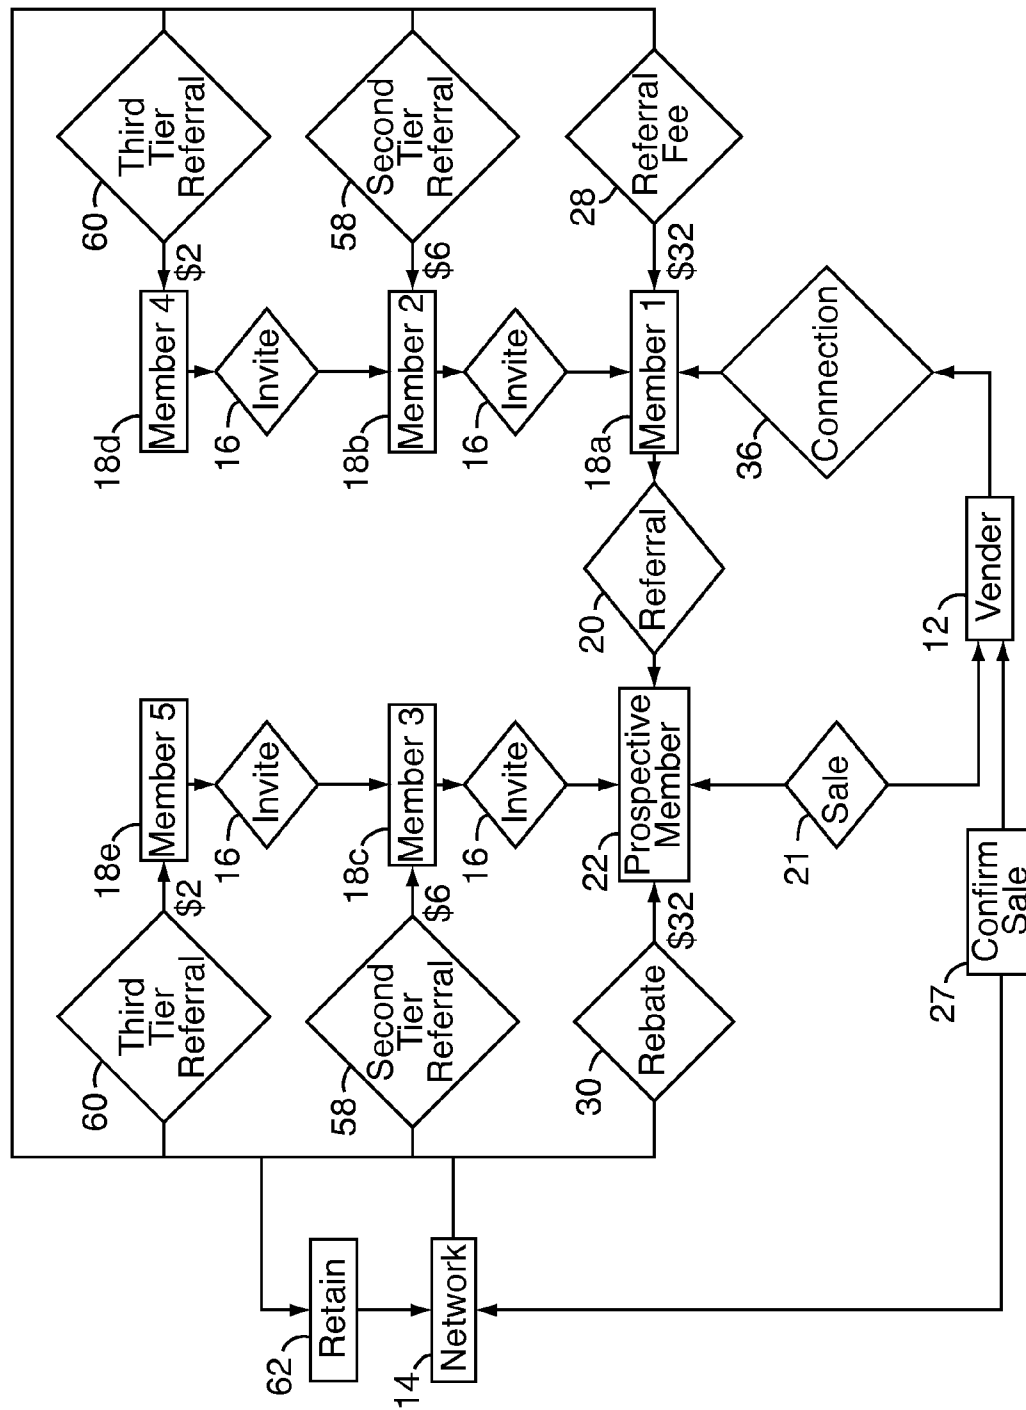 60
Third
Tier
Referral
$2
18e
Member 5
18d
Member 4
$2
60
Third
Tier
Referral
16
Invite
16
Invite
62
Retain
58
Second
Tier
Referral
$6
18c
Member 3
18b
Member 2
$6
58
Second
Tier
Referral
14
Network
16
Invite
16
Invite
30
Rebate
$32
22
Prospective
Member
20
Referral
18a
Member 1
$32
28
Referral
Fee
21
Sale
36
Connection
27
Confirm
Sale
12
Vender